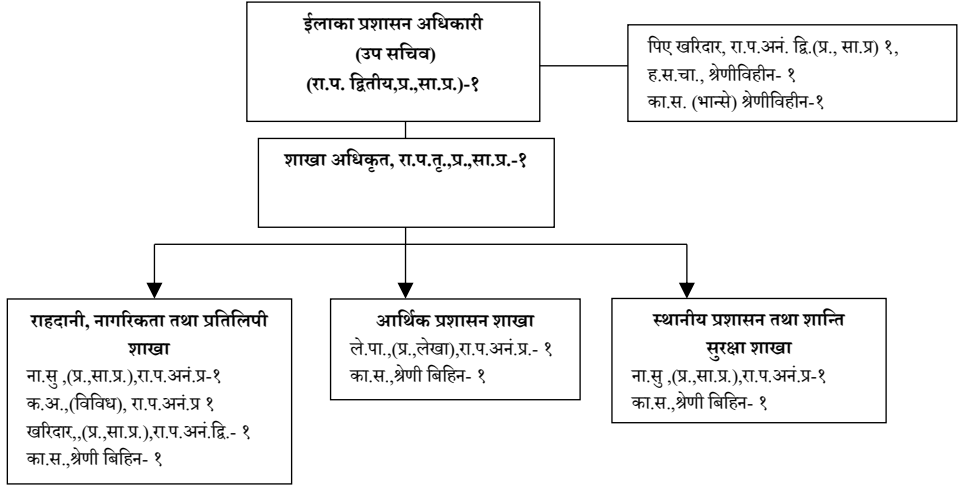 ईलाका प्रशासन अधिकारी
(उप सचिव)
(रा.प. द्वितीय,प्र.,सा.प्र.)-१
पिए खरिदार, रा.प.अनं. द्वि.(प्र., सा.प्र) १,
ह.स.चा., श्रेणीविहीन- १
का.स. (भान्से) श्रेणीविहीन-१
शाखा अधिकृत, रा.प.तृ.,प्र.,सा.प्र.-१
राहदानी, नागरिकता तथा प्रतिलिपी
शाखा
ना.सु ,(प्र.,सा.प्र.),रा.प.अनं.प्र-१
क.अ.,(विविध), रा.प.अनं.प्र १
खरिदार,,(प्र.,सा.प्र.),रा.प.अनं.द्वि.- १
का.स.,श्रेणी बिहिन- १
आर्थिक प्रशासन शाखा
ले.पा.,(प्र.,लेखा),रा.प.अनं.प्र.- १
का.स.,श्रेणी बिहिन- १
स्थानीय प्रशासन तथा शान्ति
सुरक्षा शाखा
ना.सु ,(प्र.,सा.प्र.),रा.प.अनं.प्र-१
का.स.,श्रेणी बिहिन- १